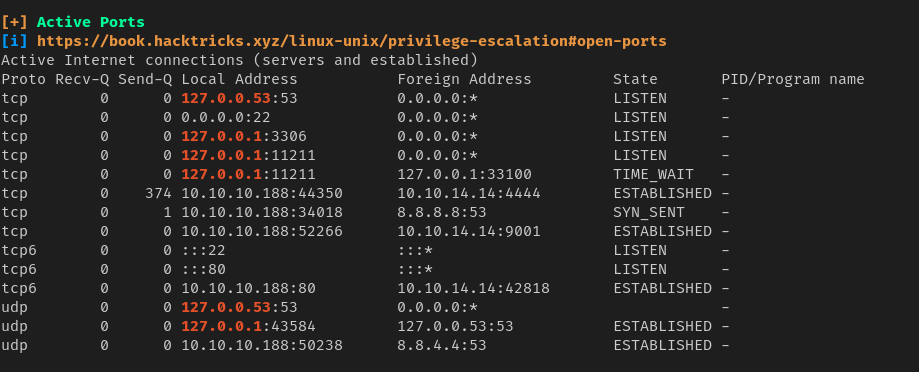 [+] Active Ports
[i] https://book.hacktricks.xyz/linux-unix/privilege-escalation#open-ports
Active Internet connections (servers and established)
Proto Recv-Q Send-Q Local Address           Foreign Address         State       PID/Program name
tcp        0      0 127.0.0.53:53           0.0.0.0:*               LISTEN      -
tcp        0      0 0.0.0.0:22              0.0.0.0:*               LISTEN      -
tcp        0      0 127.0.0.1:3306          0.0.0.0:*               LISTEN      -
tcp        0      0 127.0.0.1:11211         0.0.0.0:*               LISTEN      -
tcp        0      0 127.0.0.1:11211         127.0.0.1:33100         TIME_WAIT   -
tcp        0    374 10.10.10.188:44350      10.10.14.14:4444        ESTABLISHED -
tcp        0      1 10.10.10.188:34018      8.8.8.8:53              SYN_SENT    -
tcp        0      0 10.10.10.188:52266      10.10.14.14:9001        ESTABLISHED -
tcp6       0      0 :::22                   :::*                    LISTEN      -
tcp6       0      0 :::80                   :::*                    LISTEN      -
tcp6       0      0 10.10.10.188:80         10.10.14.14:42818       ESTABLISHED -
udp        0      0 127.0.0.53:53           0.0.0.0:*                           -
udp        0      0 127.0.0.1:43584         127.0.0.53:53           ESTABLISHED -
udp        0      0 10.10.10.188:50238      8.8.4.4:53              ESTABLISHED -